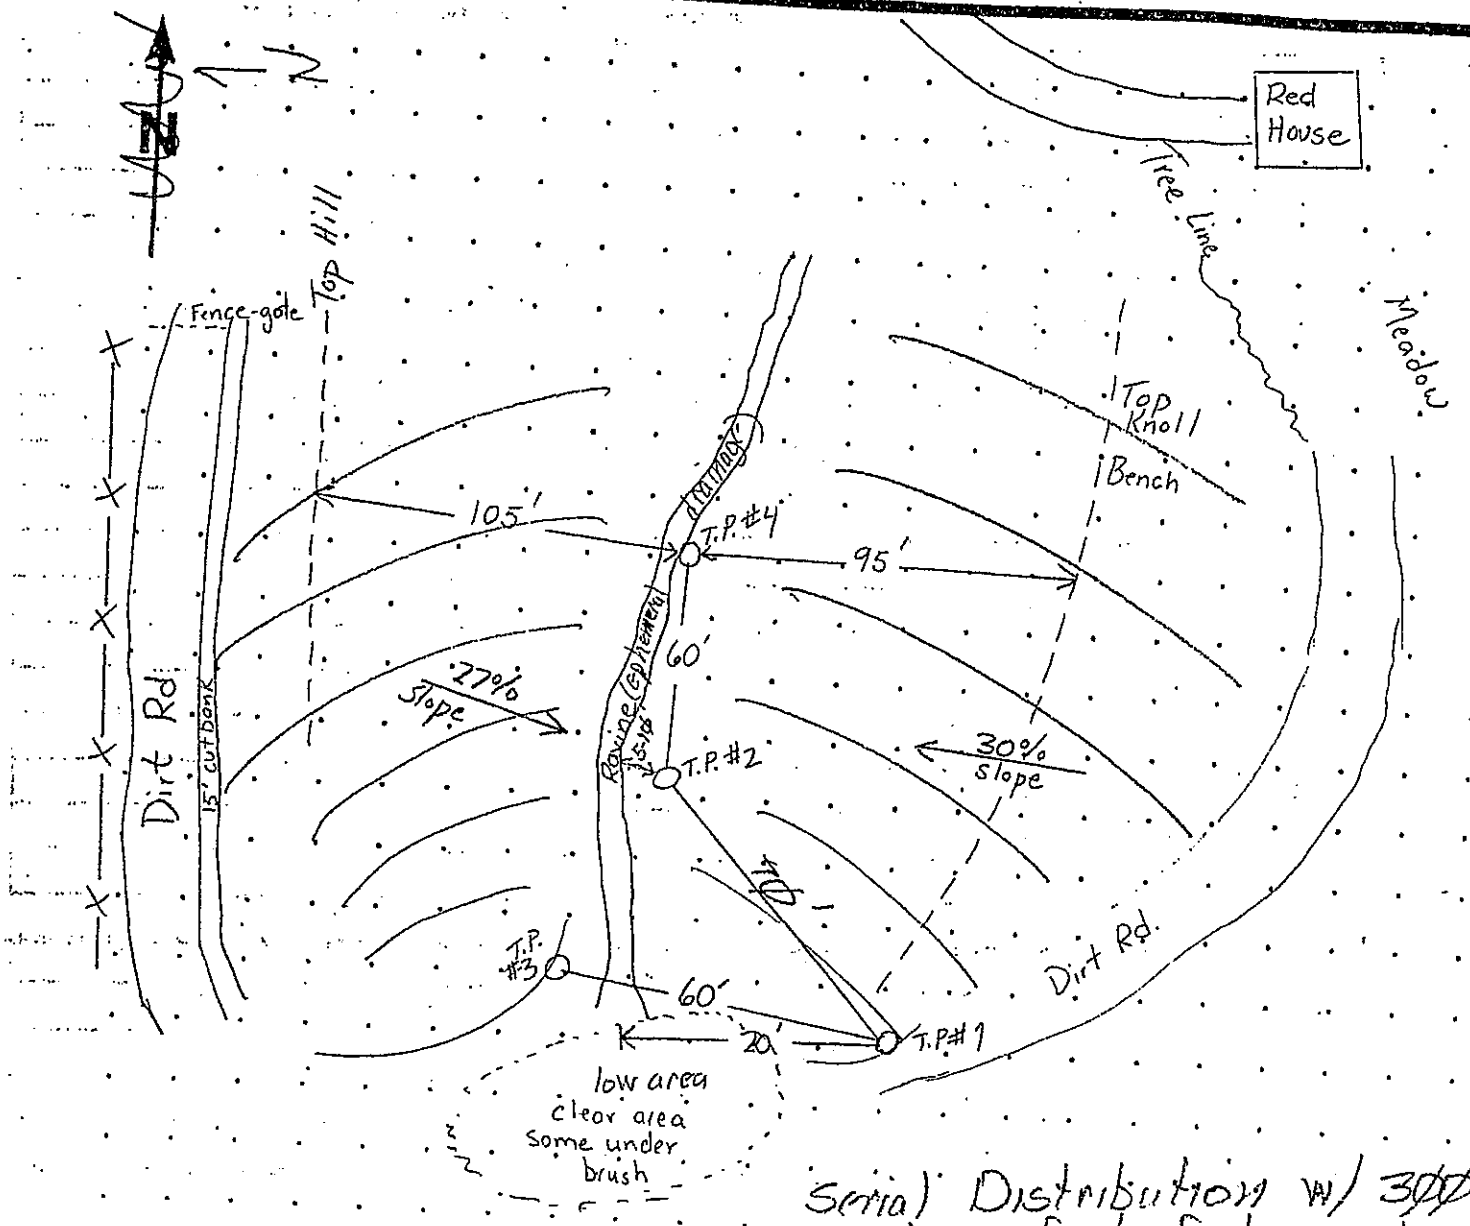 N
N
Red
House
Tree Line
Meadow
Top Hill
Fence-gate
Top
Knoll
Bench
drainage
105'
T.P. #4
95'
60'
Ravine (ephemeral
27%
slope
30%
slope
T.P. #2
Dirt Rd
15' cut bank
70'
T.P.
#3
60'
20'
T.P.#1
Dirt Rd.
low area
clear area
some under
brush
Serial Distribution w/ 300